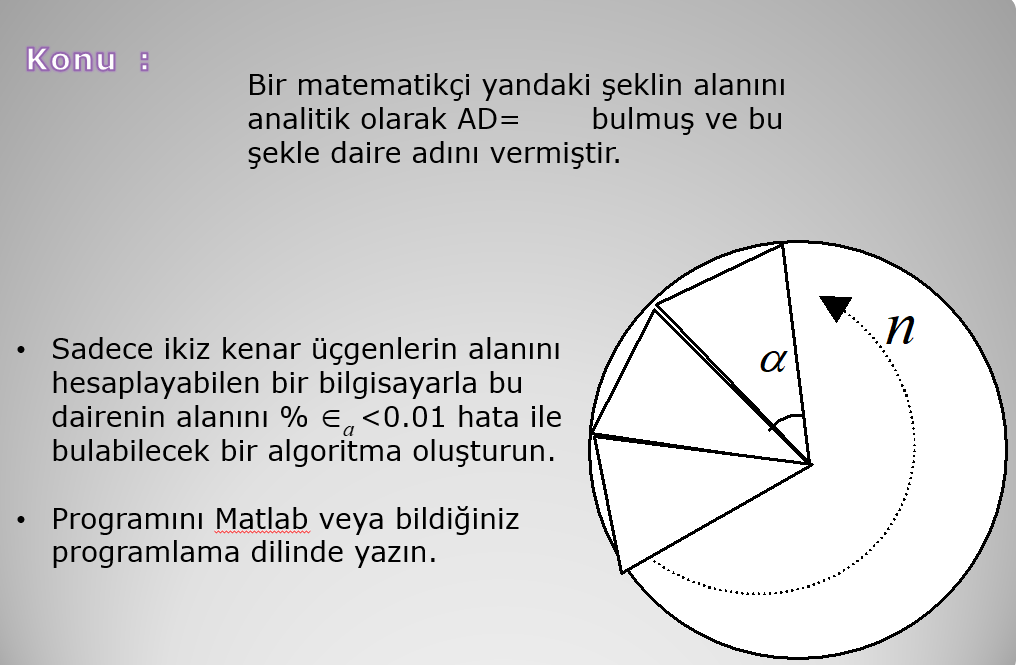 Konu :
Bir matematikçi yandaki şeklin alanını
analitik olarak AD= bulmuş ve bu
şekle daire adını vermiştir.
• Sadece ikiz kenar üçgenlerin alanını
hesaplayabilen bir bilgisayarla bu
dairenin alanını % ∈a <0.01 hata ile
bulabilecek bir algoritma oluşturun.
• Programını Matlab veya bildiğiniz
programlama dilinde yazın.
n
α